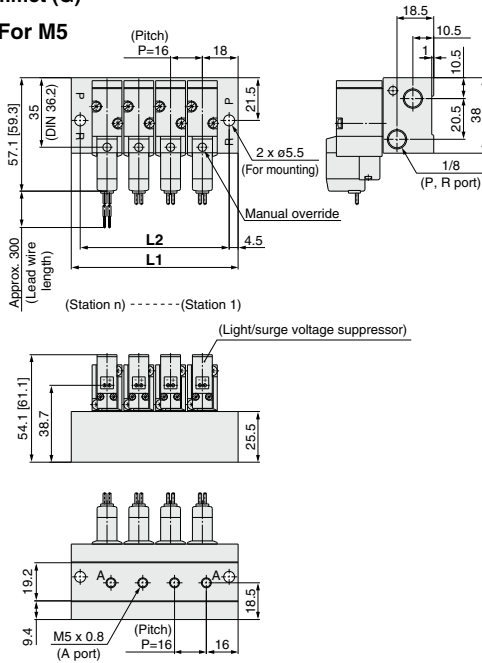 For M5
(Pitch)
P=16
18
35
(DIN 36.2)
57.1 [59.3]
21.5
P
R
P
R
2 x ø5.5
(For mounting)
Manual override
Approx. 300
(Lead wire
length)
L2
4.5
L1
(Station n) - - - - - - (Station 1)
18.5
10.5
1
10.5
20.5
38
1/8
(P, R port)
(Light/surge voltage suppressor)
54.1 [61.1]
38.7
25.5
A
A
19.2
9.4
18.5
M5 x 0.8
(A port)
(Pitch)
P=16
16